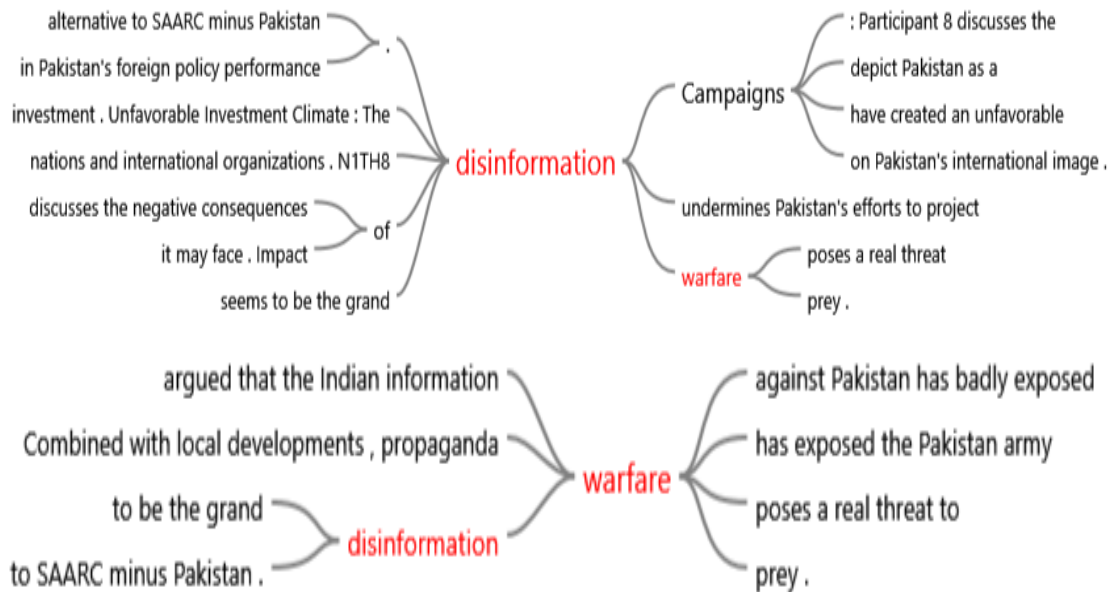 alternative to SAARC minus Pakistan
in Pakistan's foreign policy performance
.
investment . Unfavorable Investment Climate : The
nations and international organizations . N1TH8
discusses the negative consequences
it may face . Impact
of
seems to be the grand
disinformation
Campaigns
: Participant 8 discusses the
depict Pakistan as a
have created an unfavorable
on Pakistan's international image .
undermines Pakistan's efforts to project
warfare
poses a real threat
prey .
argued that the Indian information
Combined with local developments , propaganda
to be the grand
to SAARC minus Pakistan .
disinformation
warfare
against Pakistan has badly exposed
has exposed the Pakistan army
poses a real threat to
prey .